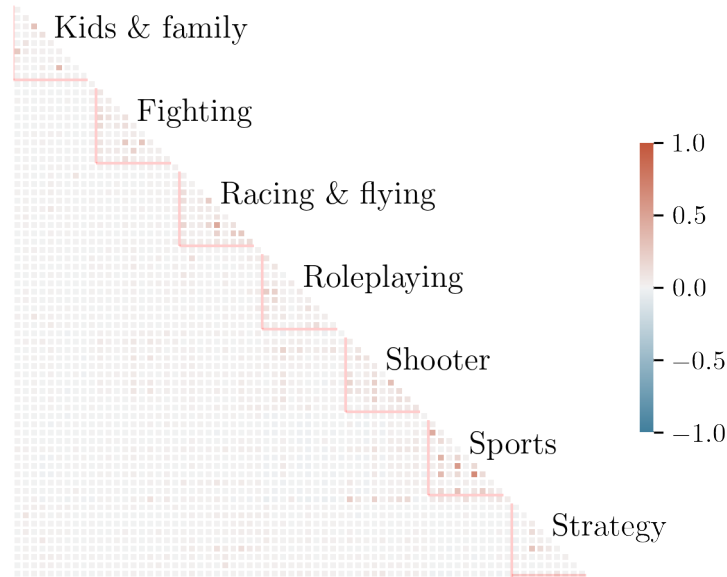 Kids & family
Fighting
Racing & flying
Roleplaying
Shooter
Sports
Strategy
1.0
0.5
0.0
−0.5
−1.0